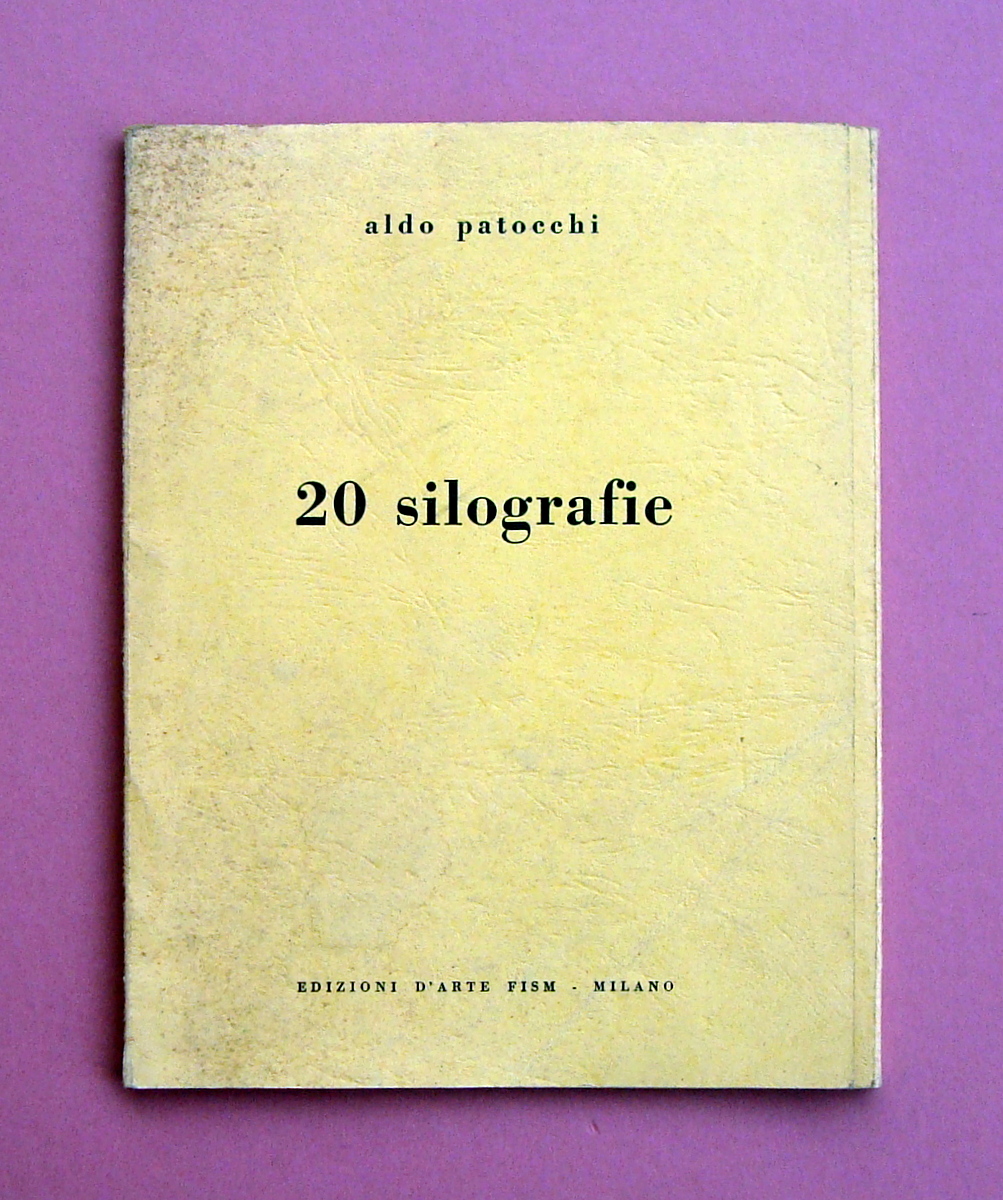 aldo patocchi
20 silografie
EDIZIONI D'ARTE FISM - MILANO